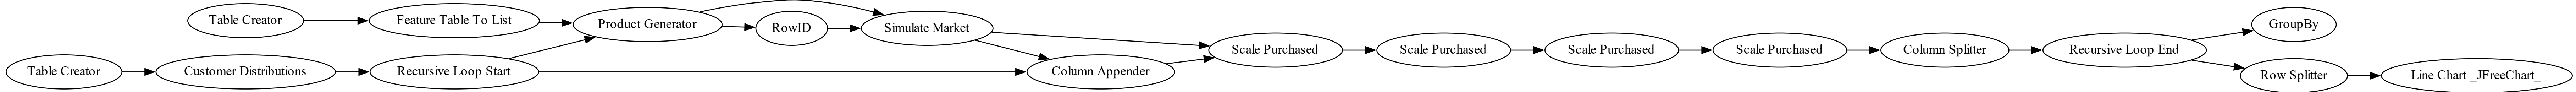 Table Creator
Feature Table To List
Product Generator
RowID
Simulate Market
Table Creator
Customer Distributions
Recursive Loop Start
Column Appender
Scale Purchased
Scale Purchased
Scale Purchased
Scale Purchased
Column Splitter
Recursive Loop End
GroupBy
Row Splitter
Line Chart _JFreeChart_